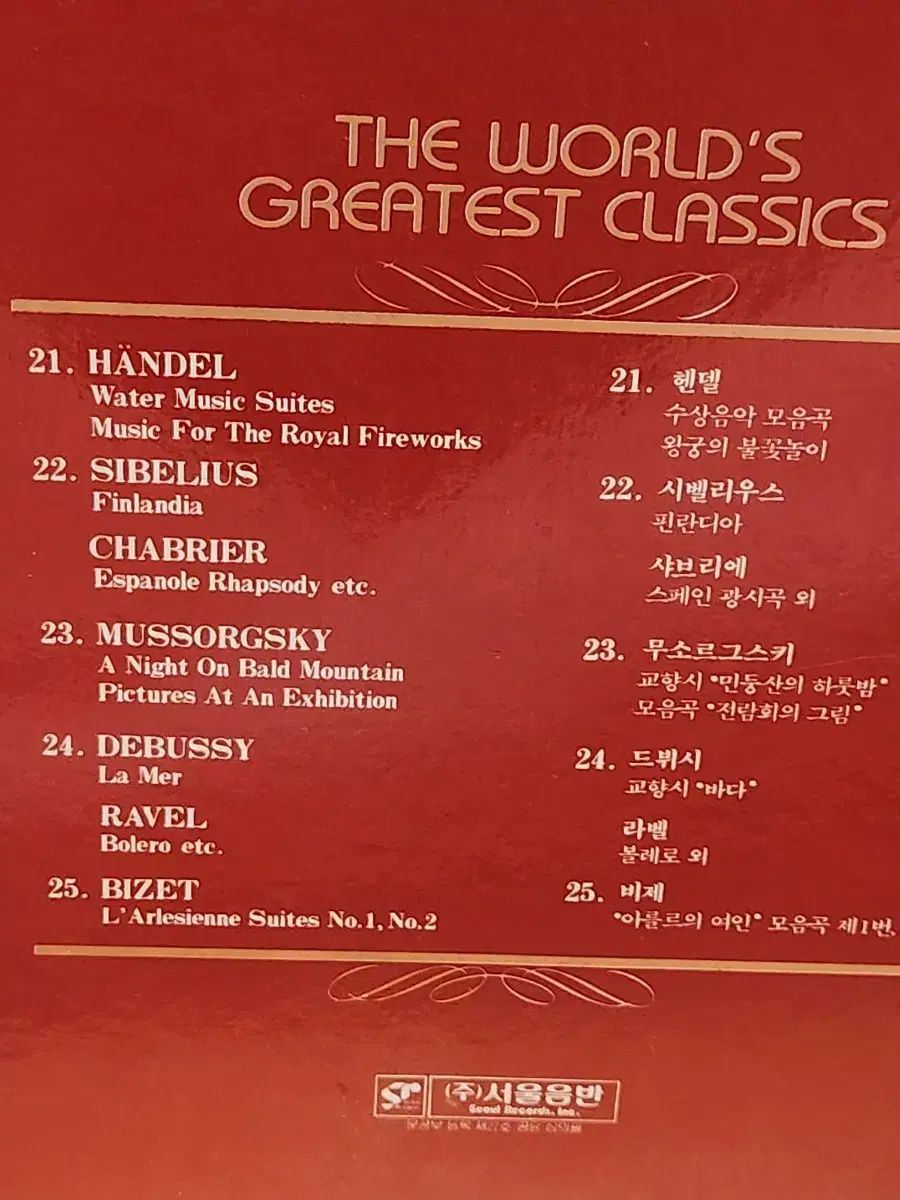 THE WORLD'S
GREATEST CLASSICS
21. HÄNDEL
Water Music Suites
Music For The Royal Fireworks
22. SIBELIUS
Finlandia
CHABRIER
Espanole Rhapsody etc.
23. MUSSORGSKY
A Night On Bald Mountain
Pictures At An Exhibition
24. DEBUSSY
La Mer
RAVEL
Bolero etc.
25. BIZET
L'Arlesienne Suites No.1, No.2
21. 헨델
수상음악 모음곡
왕궁의 불꽃놀이
22. 시벨리우스
핀란디아
샤브리에
스페인 광시곡 외
23. 무소르그스키
교향시 "민둥산의 하룻밤"
모음곡 "전람회의 그림"
24. 드뷔시
교향시 "바다"
라벨
볼레로 외
25. 비제
"아를르의 여인" 모음곡 제1번,
(주)서울음반
Seoul Records, Inc.